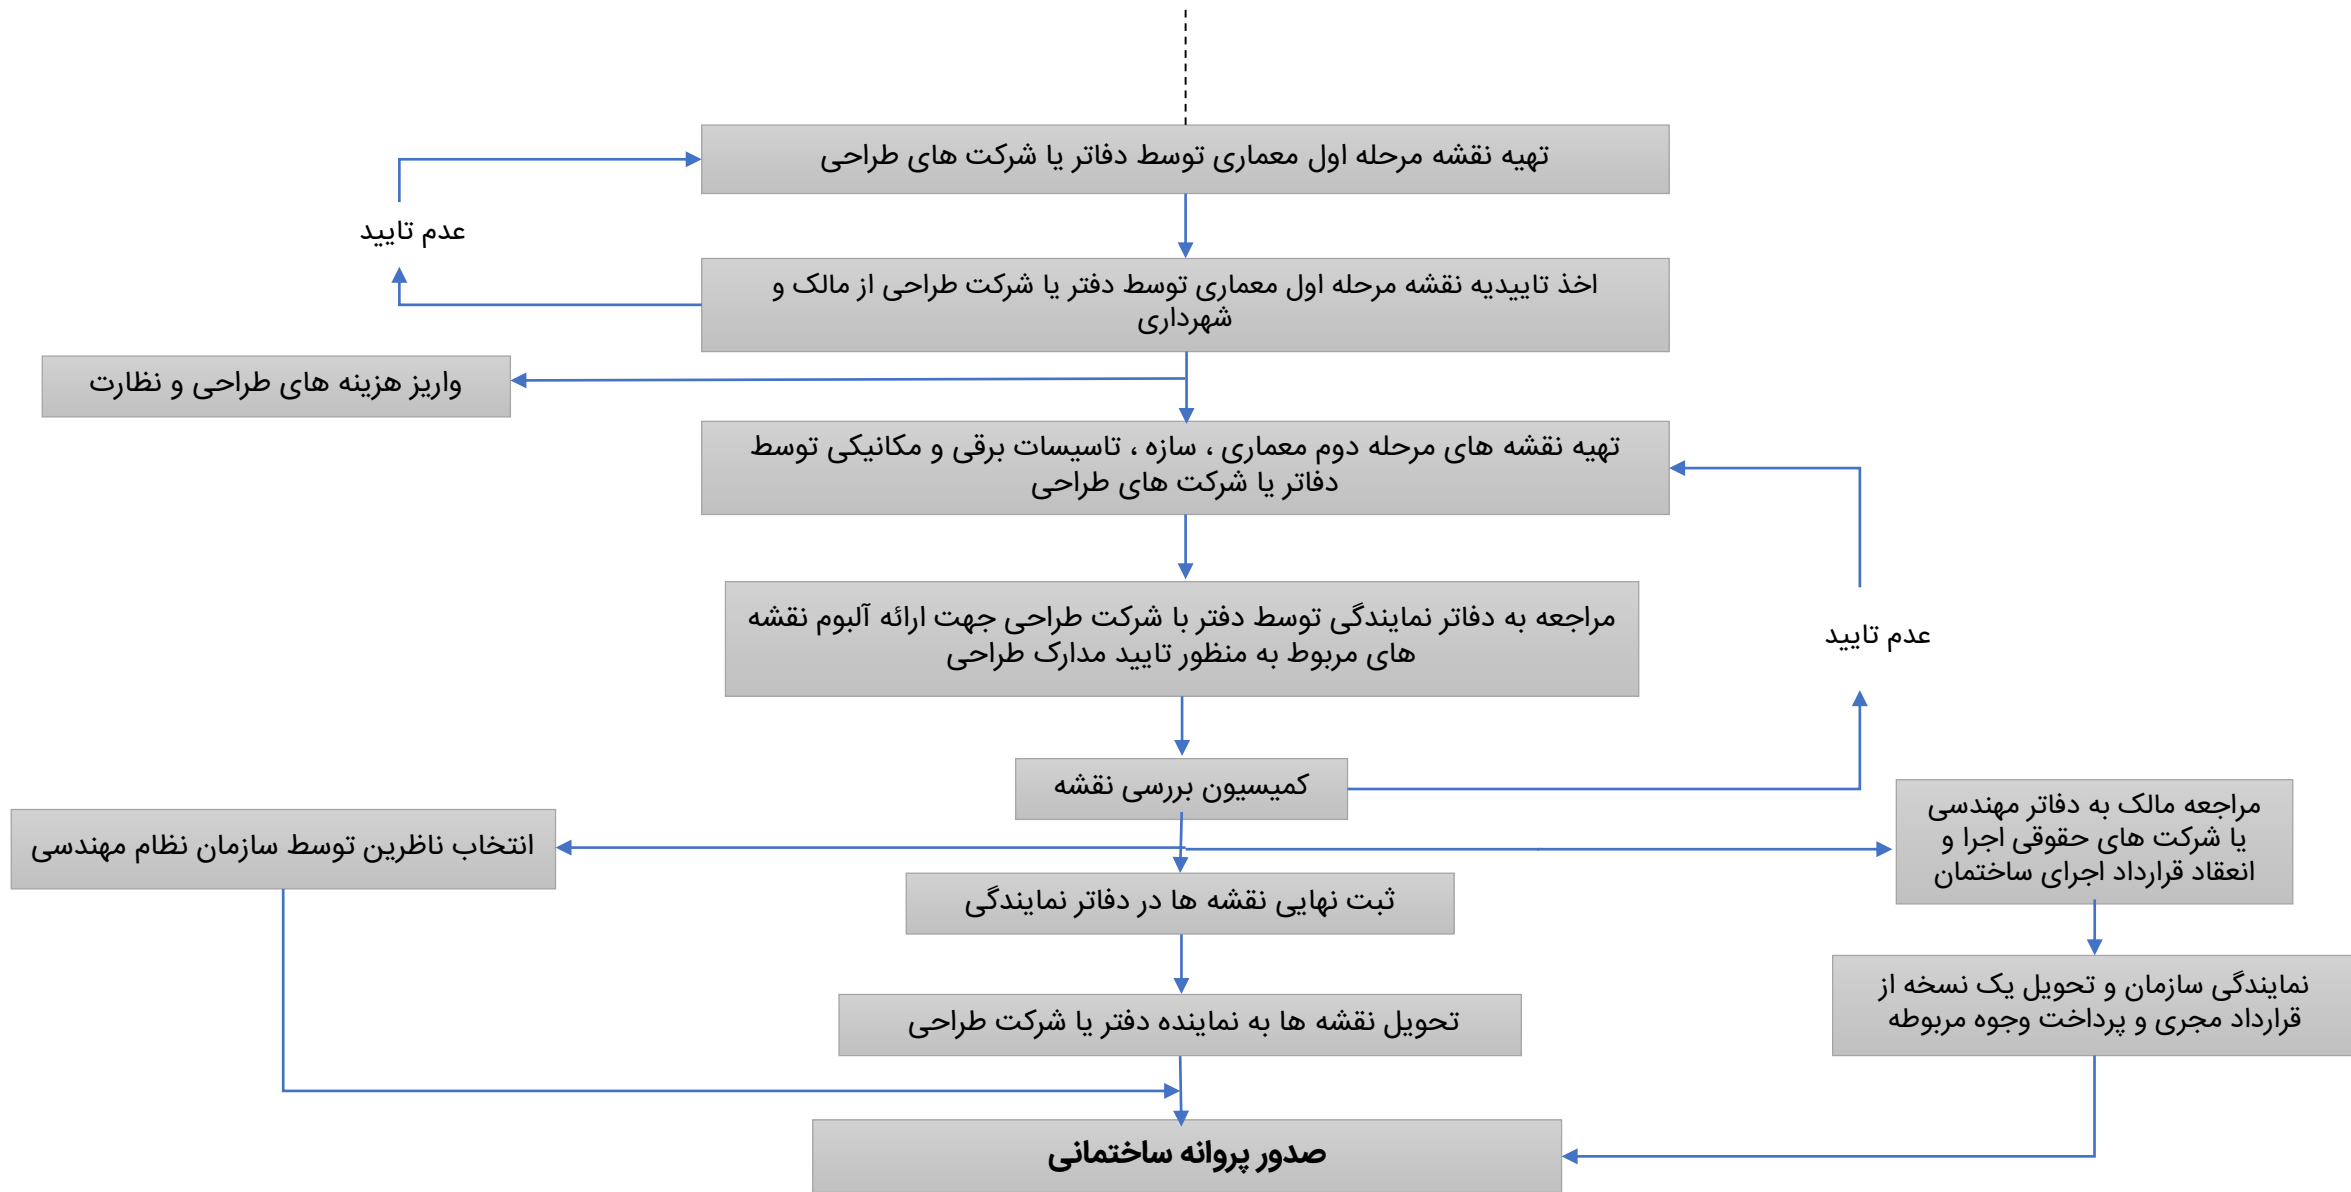 تهیه نقشه مرحله اول معماری توسط دفاتر یا شرکت های طراحی
عدم تایید
اخذ تاییدیه نقشه مرحله اول معماری توسط دفتر یا شرکت طراحی از مالک و
شهرداری
واریز هزینه های طراحی و نظارت
تهیه نقشه های مرحله دوم معماری ، سازه ، تاسیسات برقی و مکانیکی توسط
دفاتر یا شرکت های طراحی
مراجعه به دفاتر نمایندگی توسط دفتر با شرکت طراحی جهت ارائه آلبوم نقشه
های مربوط به منظور تایید مدارک طراحی
عدم تایید
کمیسیون بررسی نقشه
مراجعه مالک به دفاتر مهندسی
یا شرکت های حقوقی اجرا و
انعقاد قرارداد اجرای ساختمان
انتخاب ناظرین توسط سازمان نظام مهندسی
ثبت نهایی نقشه ها در دفاتر نمایندگی
نمایندگی سازمان و تحویل یک نسخه از
قرارداد مجری و پرداخت وجوه مربوطه
تحویل نقشه ها به نماینده دفتر یا شرکت طراحی
صدور پروانه ساختمانی